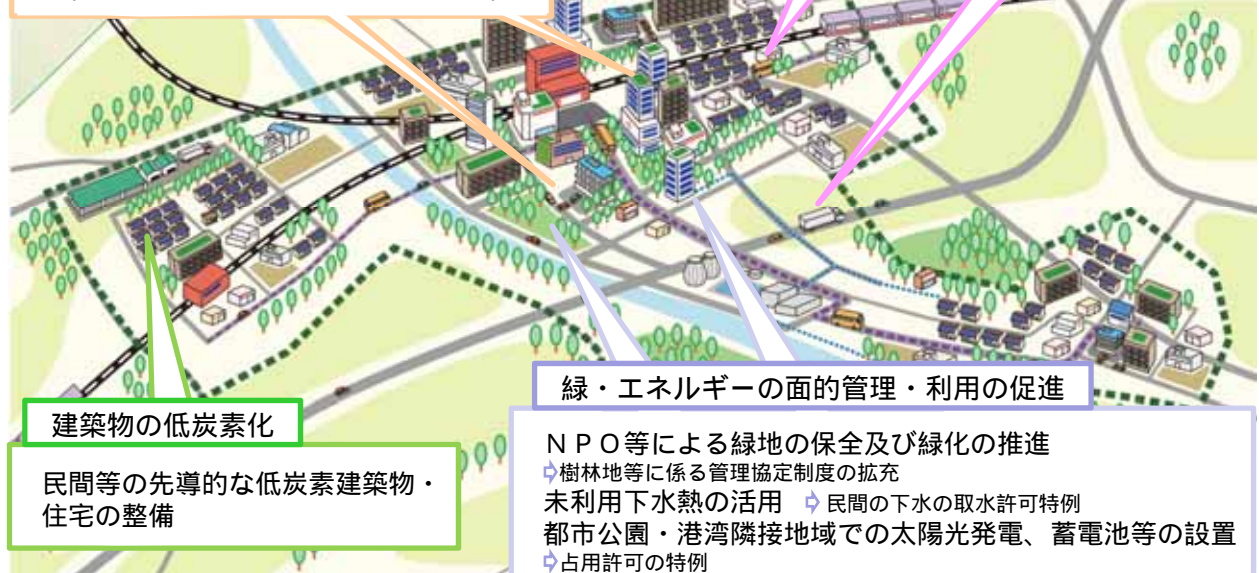 建築物の低炭素化
民間等の先導的な低炭素建築物・
住宅の整備
緑・エネルギーの面的管理・利用の促進
ＮＰＯ等による緑地の保全及び緑化の推進
⇨樹林地等に係る管理協定制度の拡充
未利用下水熱の活用 ⇨ 民間の下水の取水許可特例
都市公園・港湾隣接地域での太陽光発電、蓄電池等の設置
⇨占用許可の特例